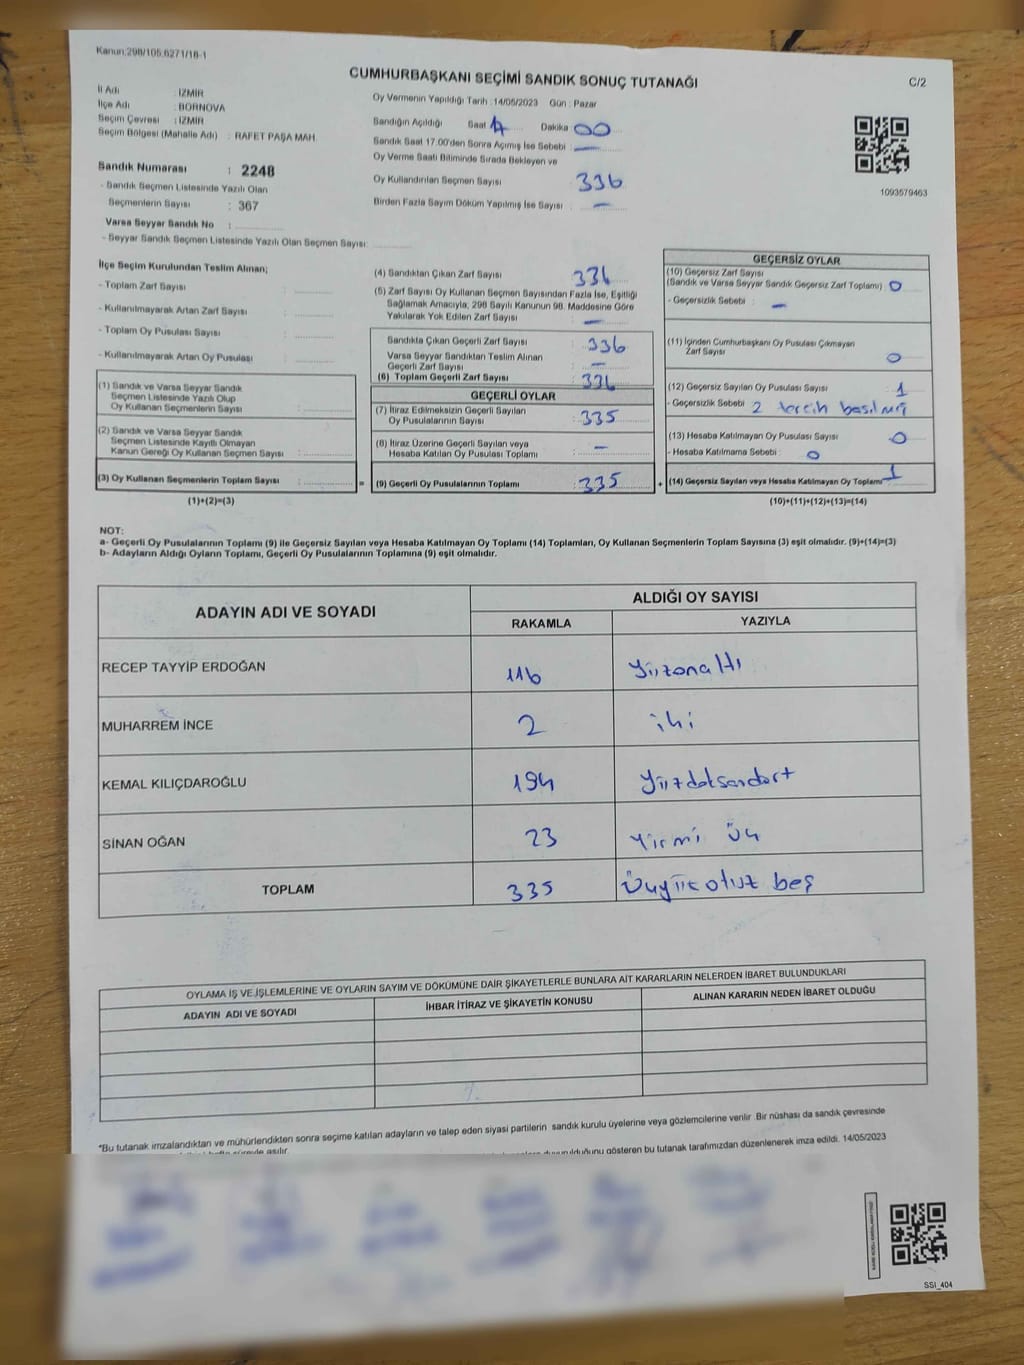 Kanun:298/105,6271/18-1
CUMHURBAŞKANI SEÇİMİ SANDIK SONUÇ TUTANAĞI
C/2
İl Adı : İZMİR
İlçe Adı : BORNOVA
Seçim Çevresi : İZMİR
Seçim Bölgesi (Mahalle Adı) : RAFET PAŞA MAH.
Sandık Numarası : 2248
- Sandık Seçmen Listesinde Yazılı Olan
Seçmenlerin Sayısı : 367
Varsa Seyyar Sandık No :
- Seyyar Sandık Seçmen Listesinde Yazılı Olan Seçmen Sayısı:
Oy Vermenin Yapıldığı Tarih : 14/05/2023 Gün : Pazar
Sandığın Açıldığı Saat 17 Dakika 00
Sandık Saat 17.00'den Sonra Açımış İse Sebebi : —
Oy Verme Saati Bitiminde Sırada Bekleyen ve
Oy Kullandırılan Seçmen Sayısı : 336
Birden Fazla Sayım Döküm Yapılmış İse Sayısı : —
1093579463
İlçe Seçim Kurulundan Teslim Alınan;
- Toplam Zarf Sayısı :
- Kullanılmayarak Artan Zarf Sayısı :
- Toplam Oy Pusulası Sayısı :
- Kullanılmayarak Artan Oy Pusulası :
(1) Sandık ve Varsa Seyyar Sandık
Seçmen Listesinde Yazılı Olup
Oy Kullanan Seçmenlerin Sayısı :
(2) Sandık ve Varsa Seyyar Sandık
Seçmen Listesinde Kayıtlı Olmayan
Kanun Gereği Oy Kullanan Seçmen Sayısı :
(3) Oy Kullanan Seçmenlerin Toplam Sayısı : =
(1)+(2)=(3)
(4) Sandıktan Çıkan Zarf Sayısı 336
(5) Zarf Sayısı Oy Kullanan Seçmen Sayısından Fazla İse, Eşitliği
Sağlamak Amacıyla, 298 Sayılı Kanunun 98. Maddesine Göre
Yakılarak Yok Edilen Zarf Sayısı : —
Sandıkta Çıkan Geçerli Zarf Sayısı : 336
Varsa Seyyar Sandıktan Teslim Alınan
Geçerli Zarf Sayısı : —
(6) Toplam Geçerli Zarf Sayısı : 336
GEÇERLİ OYLAR
(7) İtiraz Edilmeksizin Geçerli Sayılan
Oy Pusulalarının Sayısı : 335
(8) İtiraz Üzerine Geçerli Sayılan veya
Hesaba Katılan Oy Pusulası Toplamı : —
(9) Geçerli Oy Pusulalarının Toplamı : 335 +
GEÇERSİZ OYLAR
(10) Geçersiz Zarf Sayısı
(Sandık ve Varsa Seyyar Sandık Geçersiz Zarf Toplamı) : 0
- Geçersizlik Sebebi : —
(11) İçinden Cumhurbaşkanı Oy Pusulası Çıkmayan
Zarf Sayısı : 0
(12) Geçersiz Sayılan Oy Pusulası Sayısı : 1
- Geçersizlik Sebebi : 2 tercih basılmış
(13) Hesaba Katılmayan Oy Pusulası Sayısı : 0
- Hesaba Katılmama Sebebi : 0
(14) Geçersiz Sayılan veya Hesaba Katılmayan Oy Toplamı 1
(10)+(11)+(12)+(13)=(14)
NOT:
a- Geçerli Oy Pusulalarının Toplamı (9) ile Geçersiz Sayılan veya Hesaba Katılmayan Oy Toplamı (14) Toplamları, Oy Kullanan Seçmenlerin Toplam Sayısına (3) eşit olmalıdır. (9)+(14)=(3)
b- Adayların Aldığı Oyların Toplamı, Geçerli Oy Pusulalarının Toplamına (9) eşit olmalıdır.
ADAYIN ADI VE SOYADI ALDIĞI OY SAYISI
RAKAMLA YAZIYLA
RECEP TAYYİP ERDOĞAN 116 Yüzonaltı
MUHARREM İNCE 2 iki
KEMAL KILIÇDAROĞLU 194 Yüzdoksandört
SİNAN OĞAN 23 Yirmi üç
TOPLAM 335 Üçyüz otuz beş
OYLAMA İŞ VE İŞLEMLERİNE VE OYLARIN SAYIM VE DÖKÜMÜNE DAİR ŞİKAYETLERLE BUNLARA AİT KARARLARIN NELERDEN İBARET BULUNDUKLARI
ADAYIN ADI VE SOYADI İHBAR İTİRAZ VE ŞİKAYETİN KONUSU ALINAN KARARIN NEDEN İBARET OLDUĞU
*Bu tutanak imzalandıktan ve mühürlendikten sonra seçime katılan adayların ve talep eden siyasi partilerin sandık kurulu üyelerine veya gözlemcilerine verilir .Bir nüshası da sandık çevresinde
asılır.
gösteren bu tutanak tarafımızdan düzenlenerek imza edildi. 14/05/2023
SSI_404